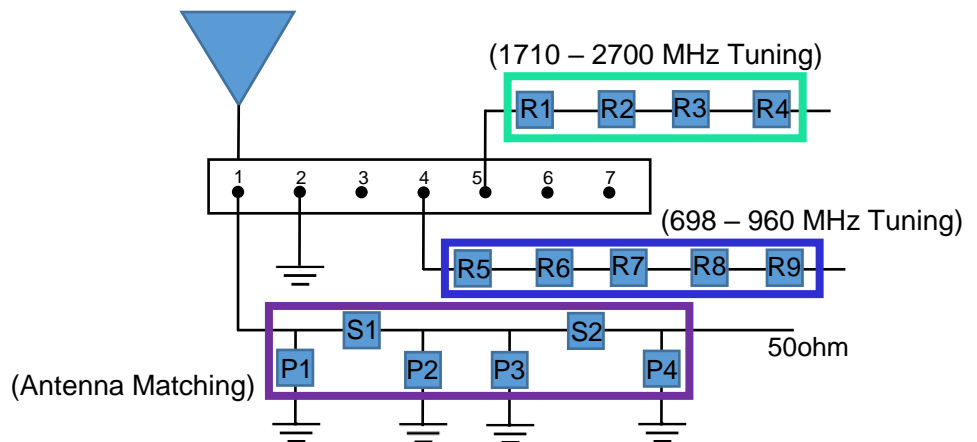 (1710 – 2700 MHz Tuning)
R1 R2 R3 R4
1 2 3 4 5 6 7
(698 – 960 MHz Tuning)
R5 R6 R7 R8 R9
S1 S2
50ohm
P1 P2 P3 P4
(Antenna Matching)